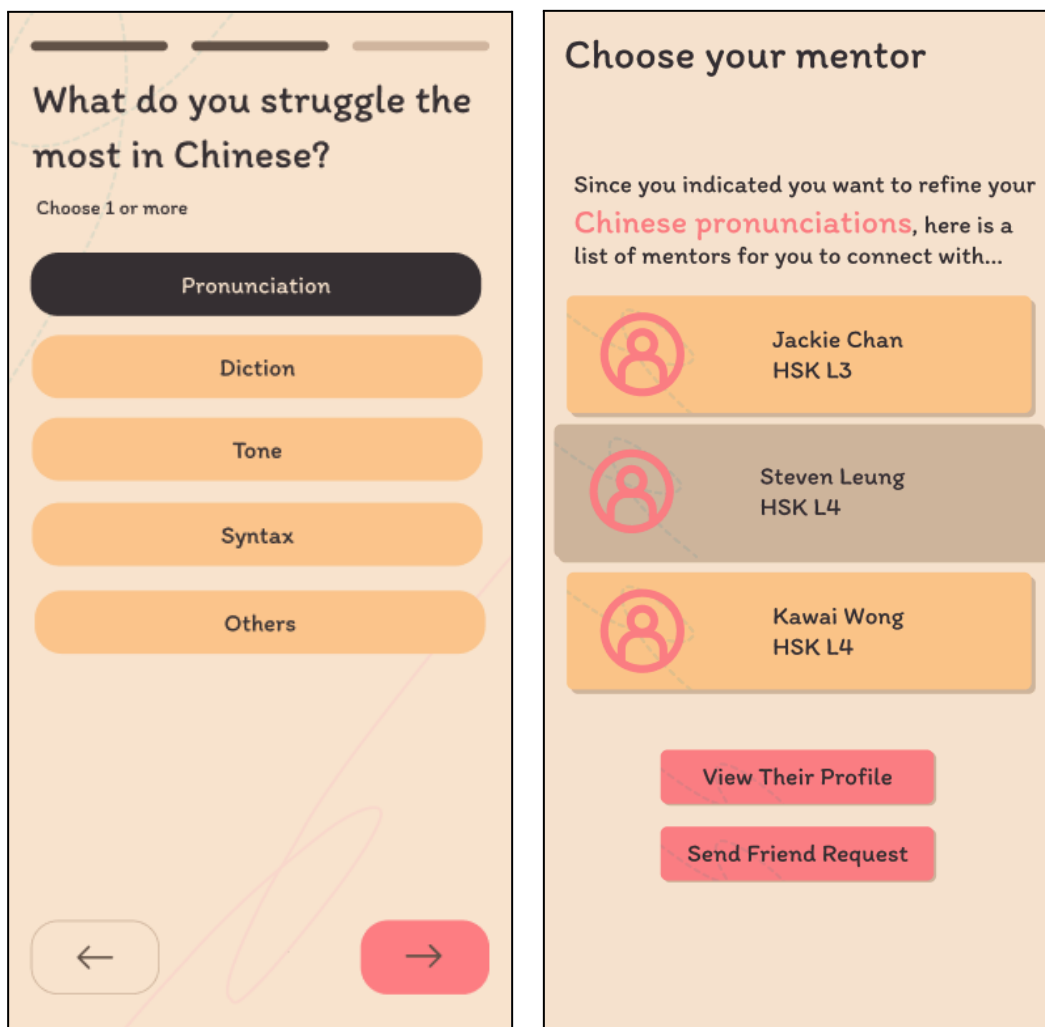 What do you struggle the
most in Chinese?
Choose 1 or more
Pronunciation
Diction
Tone
Syntax
Others
Choose your mentor
Since you indicated you want to refine your
Chinese pronunciations, here is a
list of mentors for you to connect with...
Jackie Chan
HSK L3
Steven Leung
HSK L4
Kawai Wong
HSK L4
View Their Profile
Send Friend Request